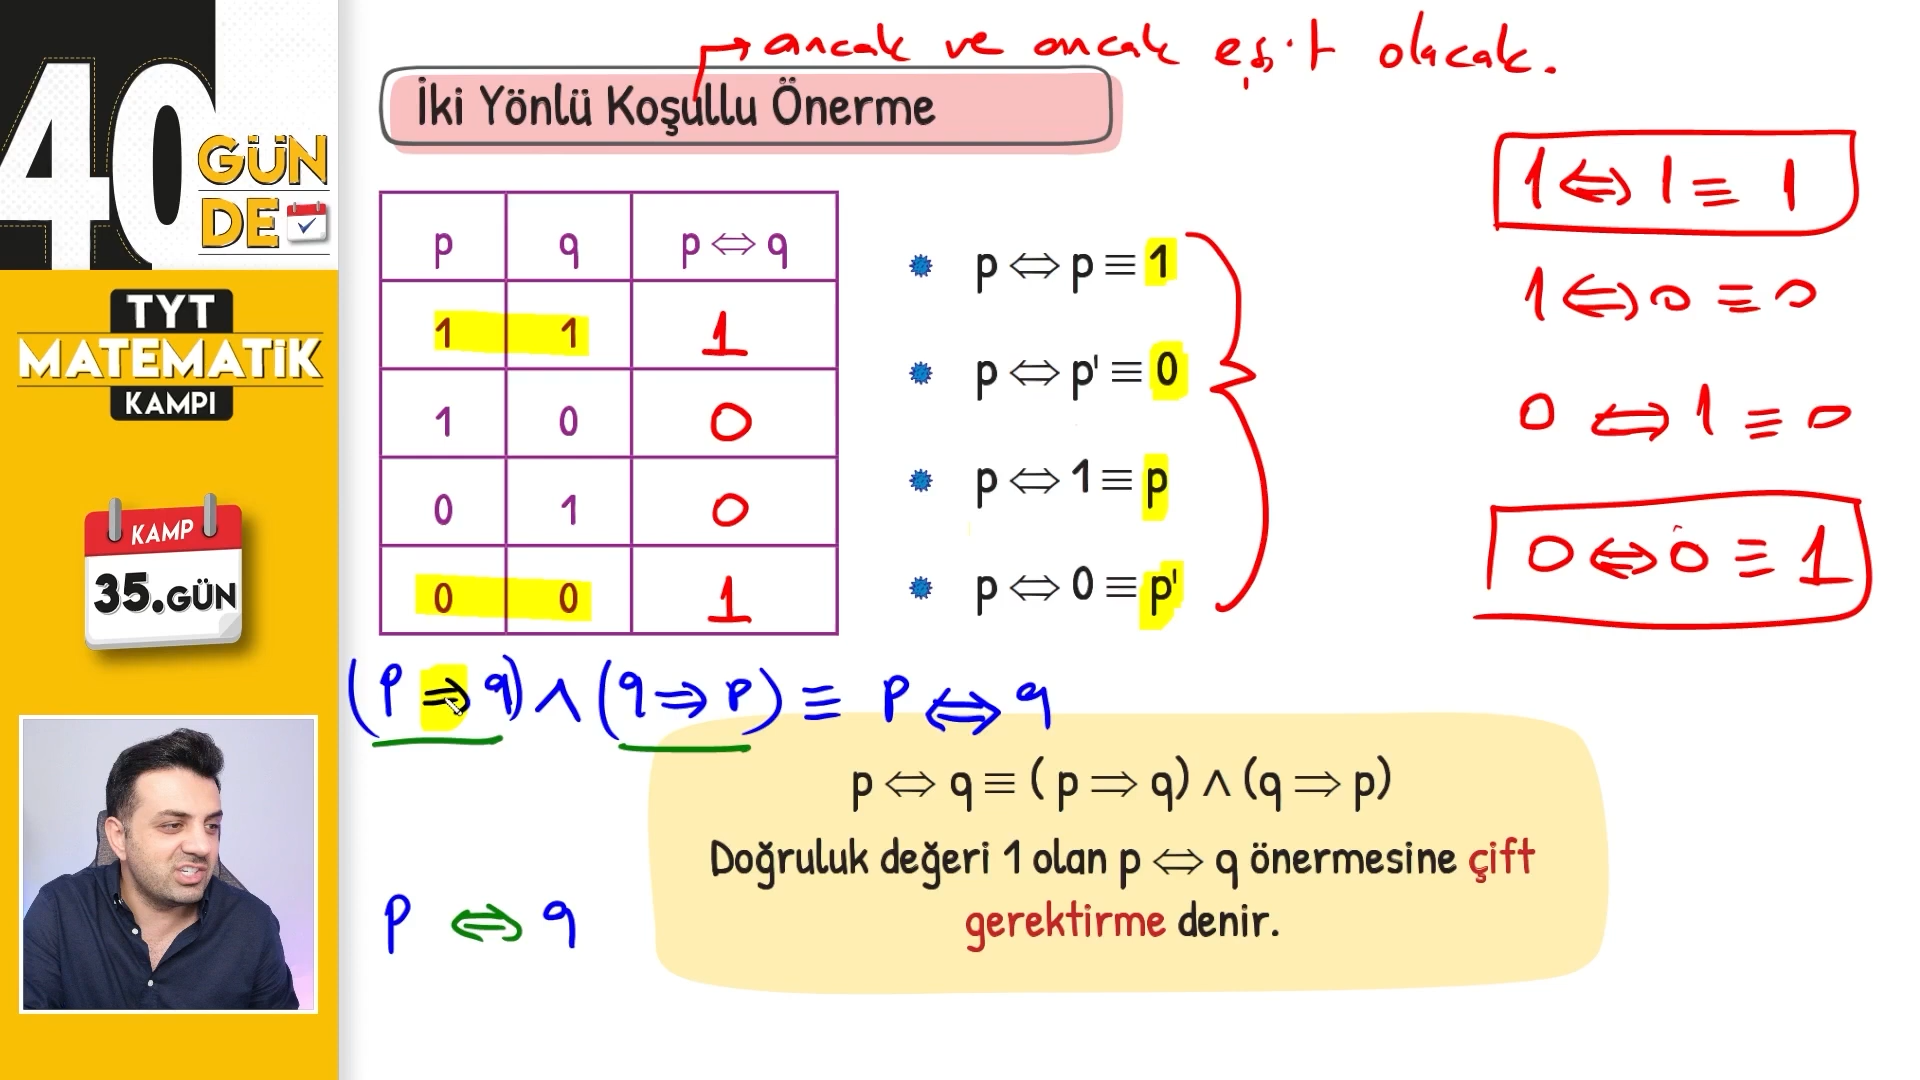 40
GÜN
DE
TYT
MATEMATİK
KAMPI
KAMP
35.GÜN
ancak ve ancak eşit olacak.
İki Yönlü Koşullu Önerme
p q p⇔q
1 1 1
1 0 0
0 1 0
0 0 1
p⇔p≡1
p⇔p'≡0
p⇔1≡p
p⇔0≡p'
1⇔1≡1
1⇔0≡0
0⇔1≡0
0⇔0≡1
(p⇒q)∧(q⇒p)≡p⇔q
p⇔q≡(p⇒q)∧(q⇒p)
Doğruluk değeri 1 olan p⇔q önermesine çift
gerektirme denir.
p⇔q